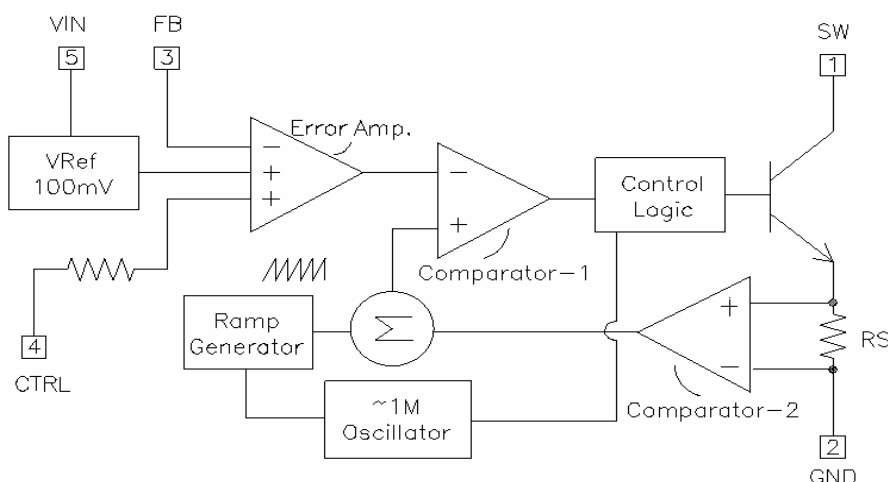 VIN
FB
SW
5
3
1
Error Amp.
VRef
100mV
−
+
+
−
+
Control
Logic
Comparator−1
Ramp
Generator
Σ
+
−
RS
4
CTRL
~1M
Oscillator
Comparator−2
2
GND